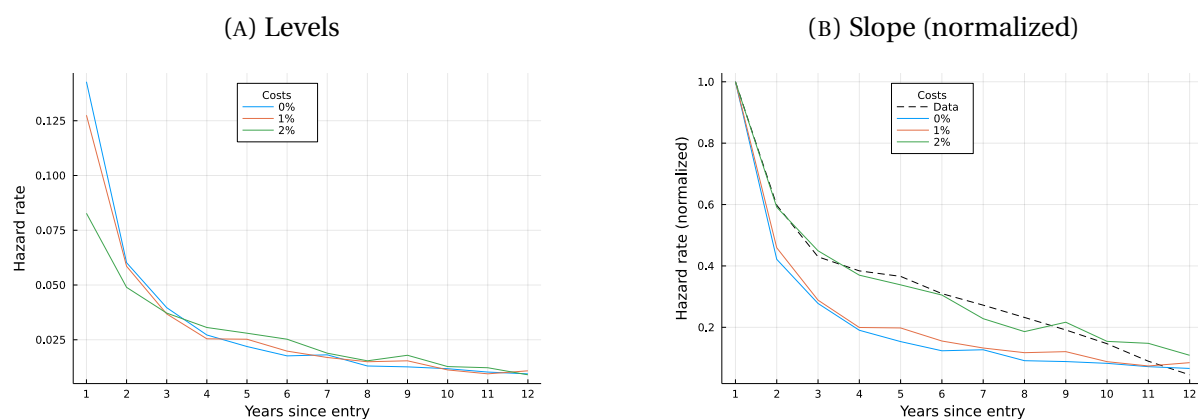 (A) Levels
Hazard rate
0.125
0.100
0.075
0.050
0.025
Costs
0%
1%
2%
1 2 3 4 5 6 7 8 9 10 11 12
Years since entry
(B) Slope (normalized)
Hazard rate (normalized)
1.0
0.8
0.6
0.4
0.2
Costs
Data
0%
1%
2%
1 2 3 4 5 6 7 8 9 10 11 12
Years since entry